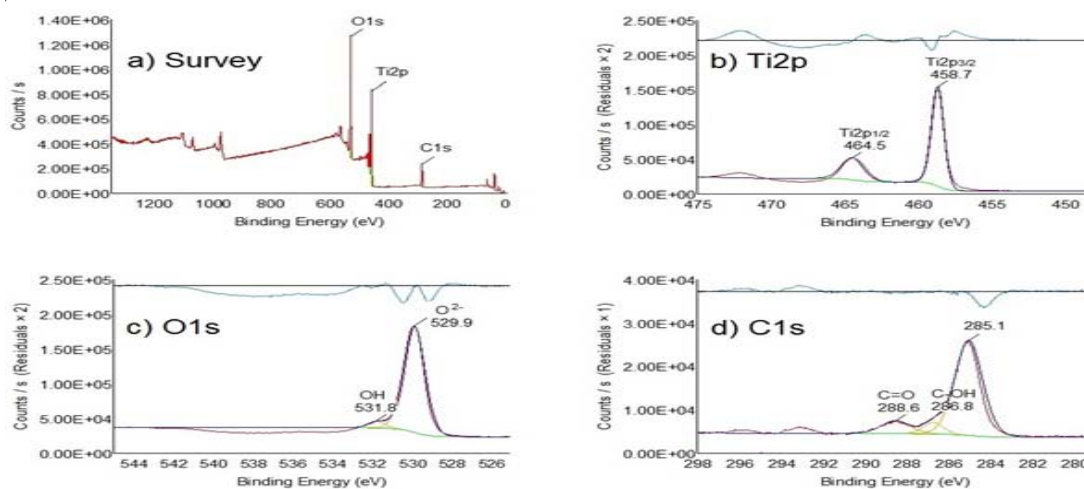 a) Survey
1.40E+06
1.20E+06
1.00E+06
8.00E+05
6.00E+05
4.00E+05
2.00E+05
0.00E+00
Counts / s
O1s
Ti2p
C1s
1200 1000 800 600 400 200 0
Binding Energy (eV)
b) Ti2p
2.50E+05
2.00E+05
1.50E+05
1.00E+05
5.00E+04
0.00E+00
Counts / s (Residuals × 2)
Ti2p3/2
458.7
Ti2p1/2
464.5
475 470 465 460 455 450
Binding Energy (eV)
c) O1s
2.50E+05
2.00E+05
1.50E+05
1.00E+05
5.00E+04
0.00E+00
Counts / s (Residuals × 2)
O²⁻
529.9
OH
531.8
544 542 540 538 536 534 532 530 528 526
Binding Energy (eV)
d) C1s
4.00E+04
3.00E+04
2.00E+04
1.00E+04
0.00E+00
Counts / s (Residuals × 1)
285.1
C=O
288.6
C-OH
286.8
298 296 294 292 290 288 286 284 282 280
Binding Energy (eV)